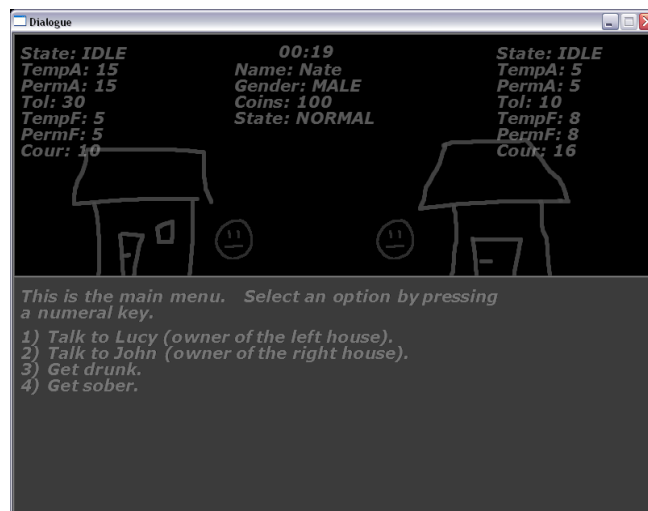 Dialogue
State: IDLE
TempA: 15
PermA: 15
Tol: 30
TempF: 5
PermF: 5
Cour: 10
00:19
Name: Nate
Gender: MALE
Coins: 100
State: NORMAL
State: IDLE
TempA: 5
PermA: 5
Tol: 10
TempF: 8
PermF: 8
Cour: 16
This is the main menu. Select an option by pressing
a numeral key.
1) Talk to Lucy (owner of the left house).
2) Talk to John (owner of the right house).
3) Get drunk.
4) Get sober.